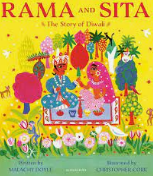 RAMA AND SITA
The Story of Diwali
Written by
MALACHY DOYLE
Illustrated by
CHRISTOPHER CORR